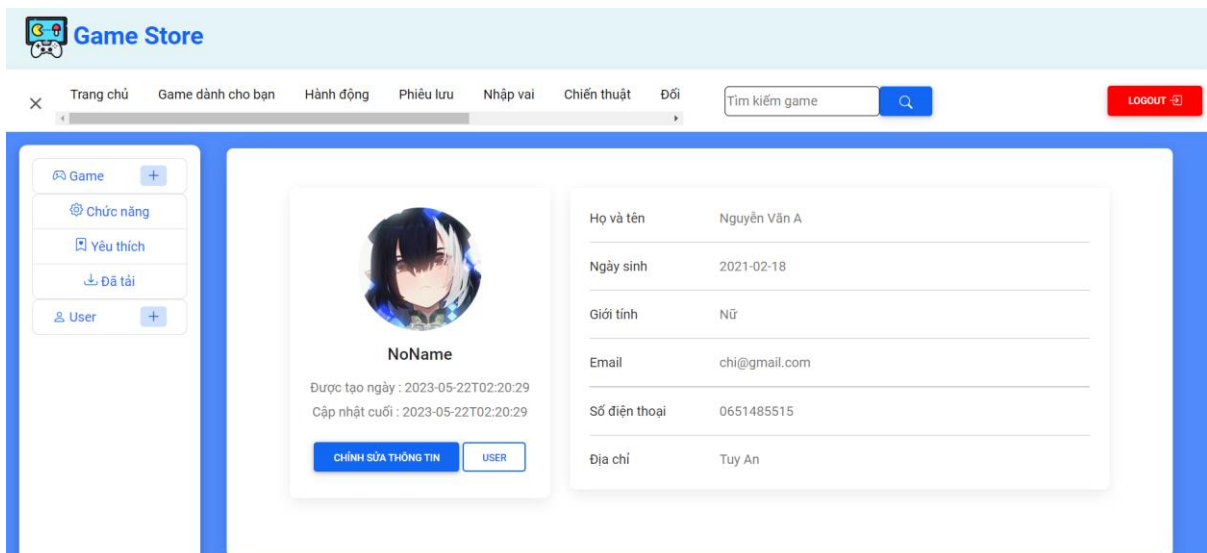 Game Store
Trang chủ Game dành cho bạn Hành động Phiêu lưu Nhập vai Chiến thuật Đối
Tìm kiếm game
LOGOUT
Game +
Chức năng
Yêu thích
Đã tải
User +
NoName
Được tạo ngày : 2023-05-22T02:20:29
Cập nhật cuối : 2023-05-22T02:20:29
CHỈNH SỬA THÔNG TIN USER
Họ và tên Nguyễn Văn A
Ngày sinh 2021-02-18
Giới tính Nữ
Email chi@gmail.com
Số điện thoại 0651485515
Địa chỉ Tuy An